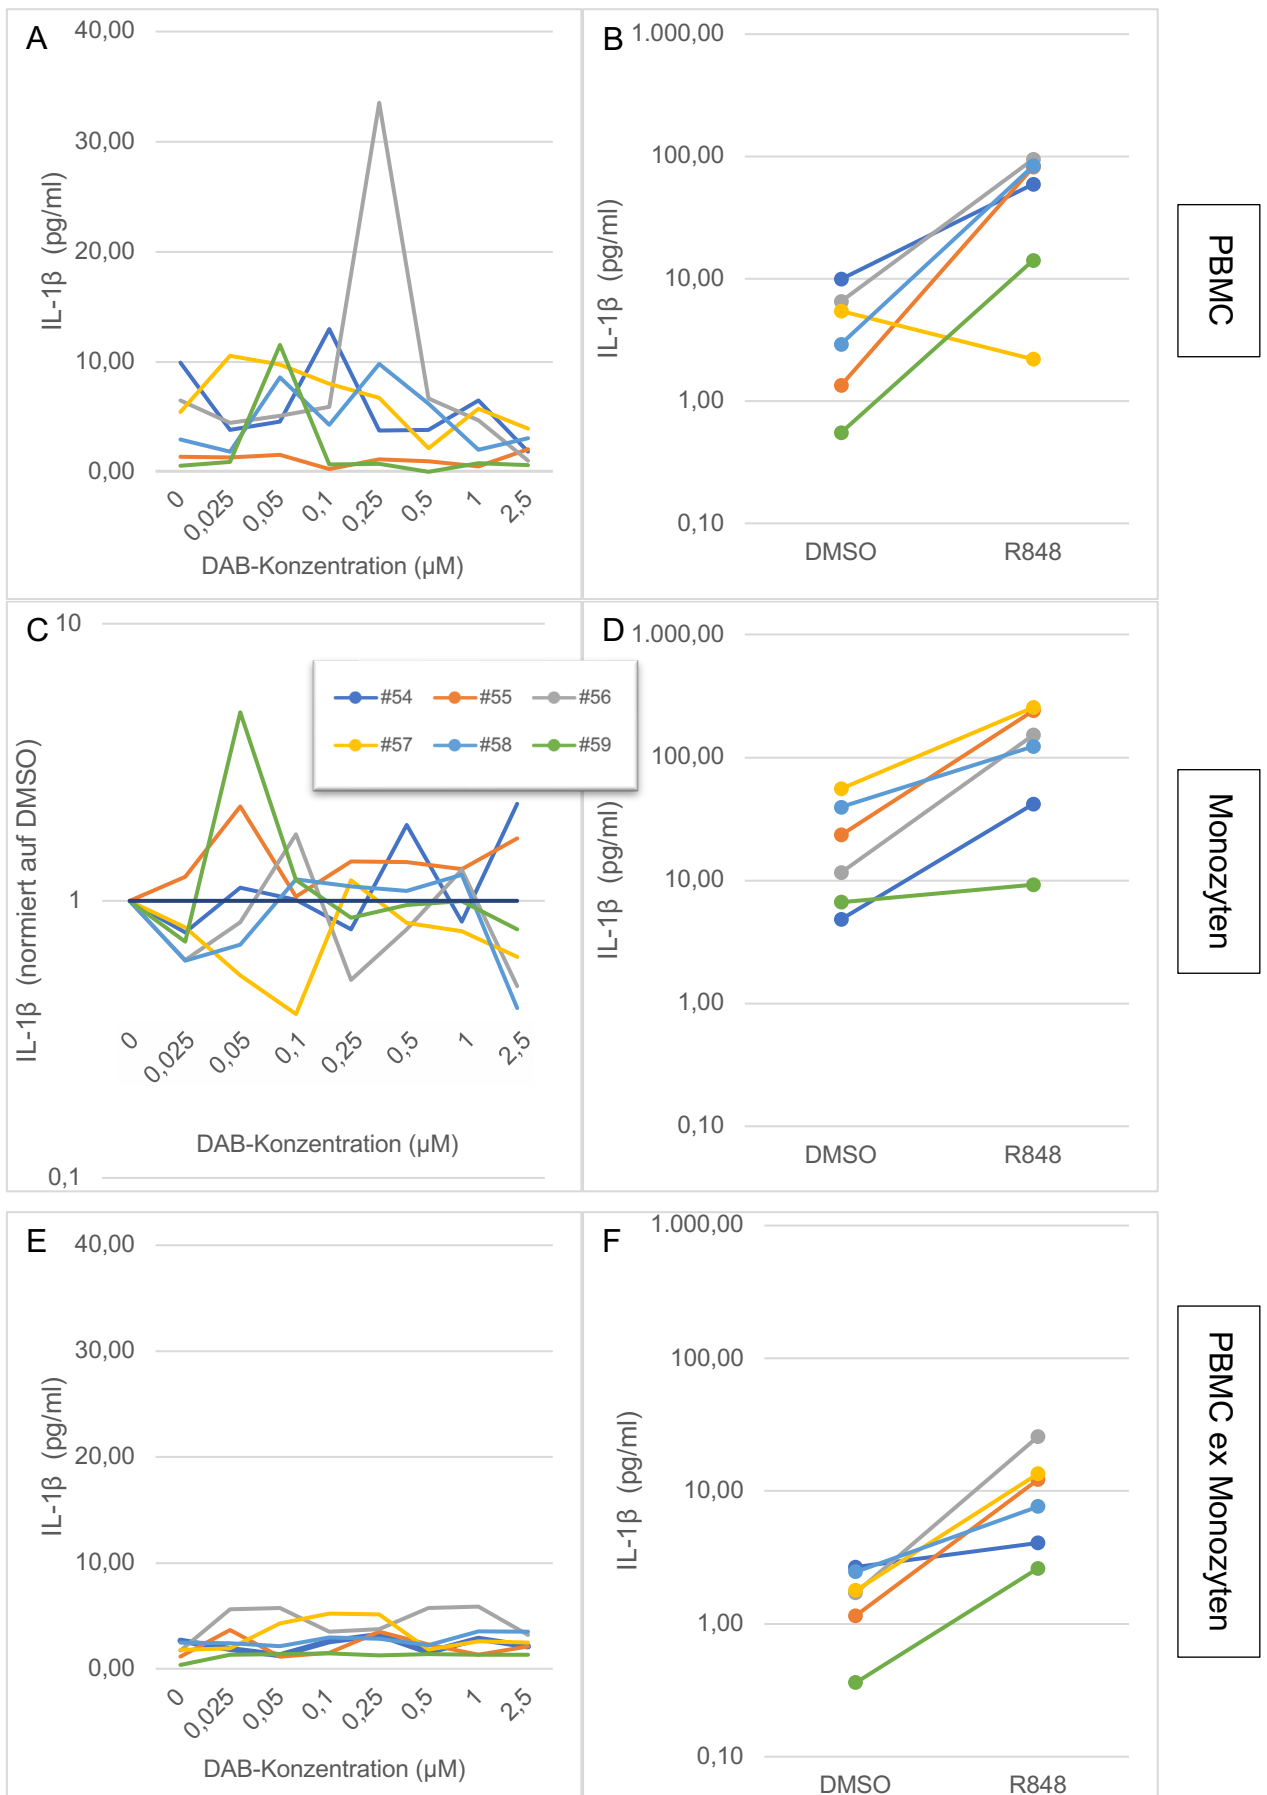 A
40,00
30,00
20,00
10,00
0,00
IL-1β (pg/ml)
0 0,025 0,05 0,1 0,25 0,5 1 2,5
DAB-Konzentration (µM)
B
1.000,00
100,00
10,00
1,00
0,10
IL-1β (pg/ml)
DMSO R848
PBMC
C
10
1
0,1
IL-1β (normiert auf DMSO)
0 0,025 0,05 0,1 0,25 0,5 1 2,5
DAB-Konzentration (µM)
#54 #55 #56
#57 #58 #59
D
1.000,00
100,00
10,00
1,00
0,10
IL-1β (pg/ml)
DMSO R848
Monozyten
E
40,00
30,00
20,00
10,00
0,00
IL-1β (pg/ml)
0 0,025 0,05 0,1 0,25 0,5 1 2,5
DAB-Konzentration (µM)
F
1.000,00
100,00
10,00
1,00
0,10
IL-1β (pg/ml)
DMSO R848
PBMC ex Monozyten